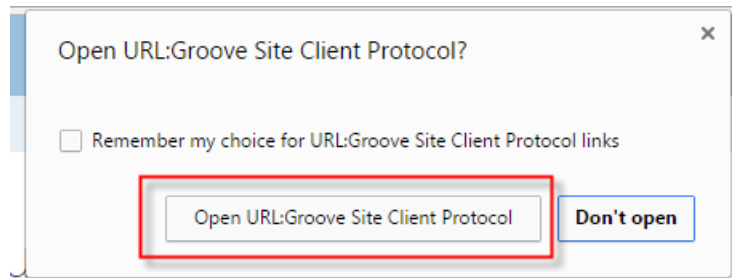 Open URL:Groove Site Client Protocol?
Remember my choice for URL:Groove Site Client Protocol links
Open URL:Groove Site Client Protocol
Don't open